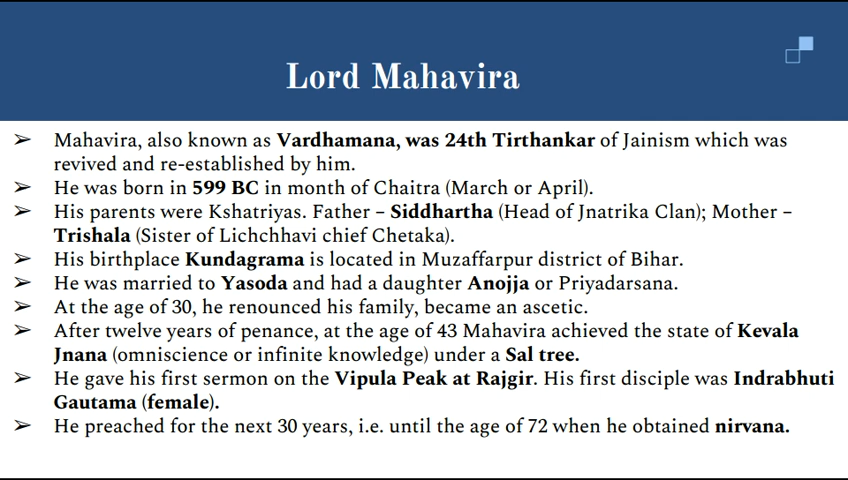 Lord Mahavira
➢ Mahavira, also known as Vardhamana, was 24th Tirthankar of Jainism which was
revived and re-established by him.
➢ He was born in 599 BC in month of Chaitra (March or April).
➢ His parents were Kshatriyas. Father – Siddhartha (Head of Jnatrika Clan); Mother –
Trishala (Sister of Lichchhavi chief Chetaka).
➢ His birthplace Kundagrama is located in Muzaffarpur district of Bihar.
➢ He was married to Yasoda and had a daughter Anojja or Priyadarsana.
➢ At the age of 30, he renounced his family, became an ascetic.
➢ After twelve years of penance, at the age of 43 Mahavira achieved the state of Kevala
Jnana (omniscience or infinite knowledge) under a Sal tree.
➢ He gave his first sermon on the Vipula Peak at Rajgir. His first disciple was Indrabhuti
Gautama (female).
➢ He preached for the next 30 years, i.e. until the age of 72 when he obtained nirvana.